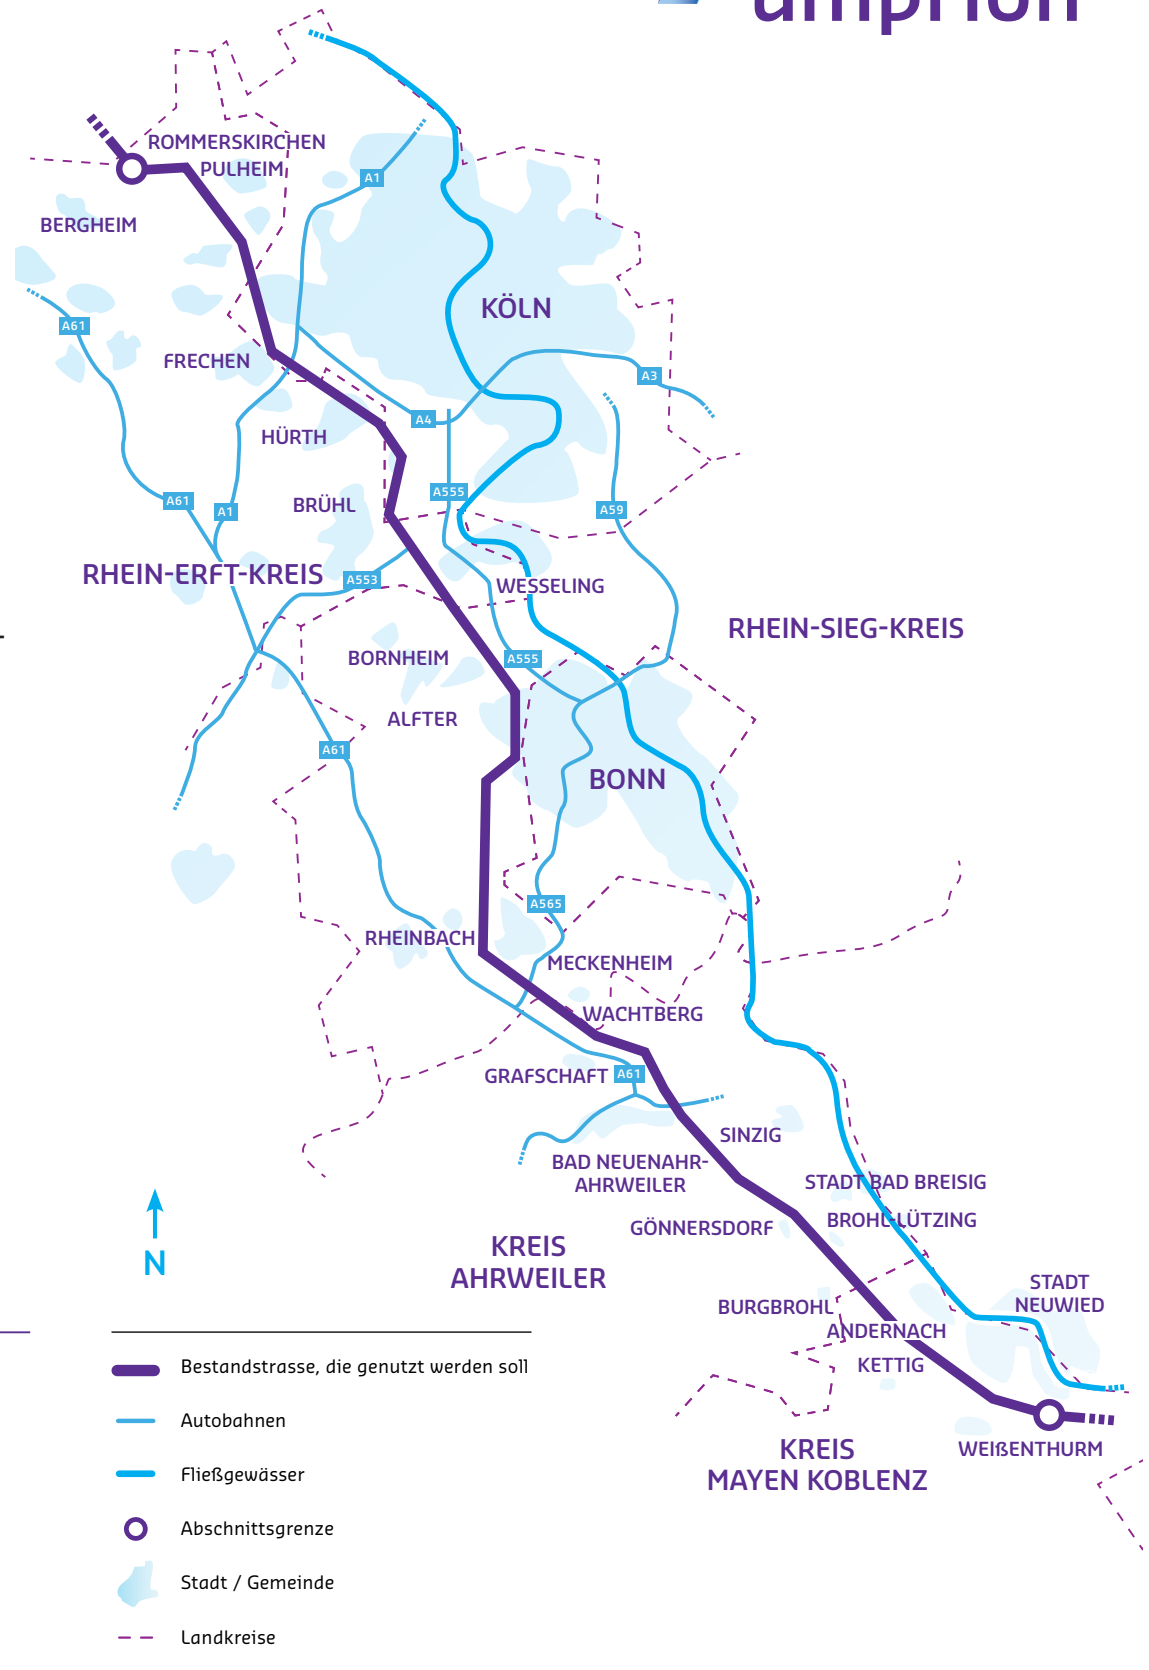 amprion
ROMMERSKIRCHEN
PULHEIM
A1
BERGHEIM
KÖLN
A61
FRECHEN
A3
A4
HÜRTH
A555
A61
A1
BRÜHL
A59
RHEIN-ERFT-KREIS
A553
WESSELING
RHEIN-SIEG-KREIS
BORNHEIM
A555
ALFTER
A61
BONN
A565
RHEINBACH
MECKENHEIM
WACHTBERG
GRAFSCHAFT
A61
SINZIG
BAD NEUENAHR-
AHRWEILER
STADT BAD BREISIG
BROHL-LÜTZING
GÖNNERSDORF
N
KREIS
AHRWEILER
STADT
NEUWIED
BURGBROHL
ANDERNACH
KETTIG
WEIßENTHURM
KREIS
MAYEN KOBLENZ
Bestandstrasse, die genutzt werden soll
Autobahnen
Fließgewässer
Abschnittsgrenze
Stadt / Gemeinde
Landkreise